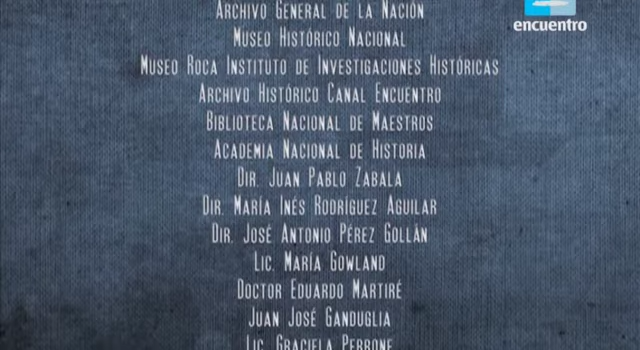 Archivo General de la Nación
encuentro
Museo Histórico Nacional
Museo Roca Instituto de Investigaciones Históricas
Archivo Histórico Canal Encuentro
Biblioteca Nacional de Maestros
Academia Nacional de Historia
Dir. Juan Pablo Zabala
Dir. María Inés Rodríguez Aguilar
Dir. José Antonio Pérez Gollán
Lic. María Gowland
Doctor Eduardo Martiré
Juan José Ganduglia
Lic. Graciela Perrone